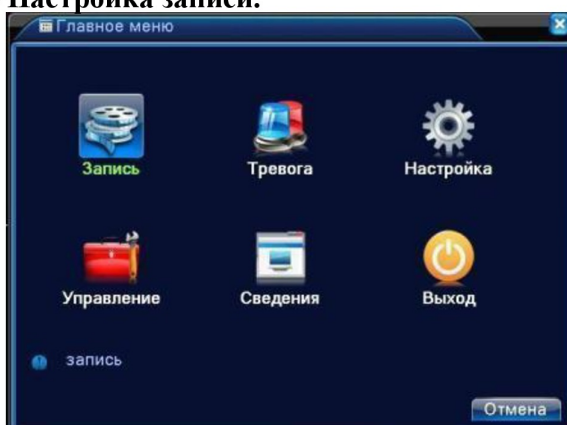 Настройка записи.
Главное меню
Запись Тревога Настройка
Управление Сведения Выход
запись
Отмена